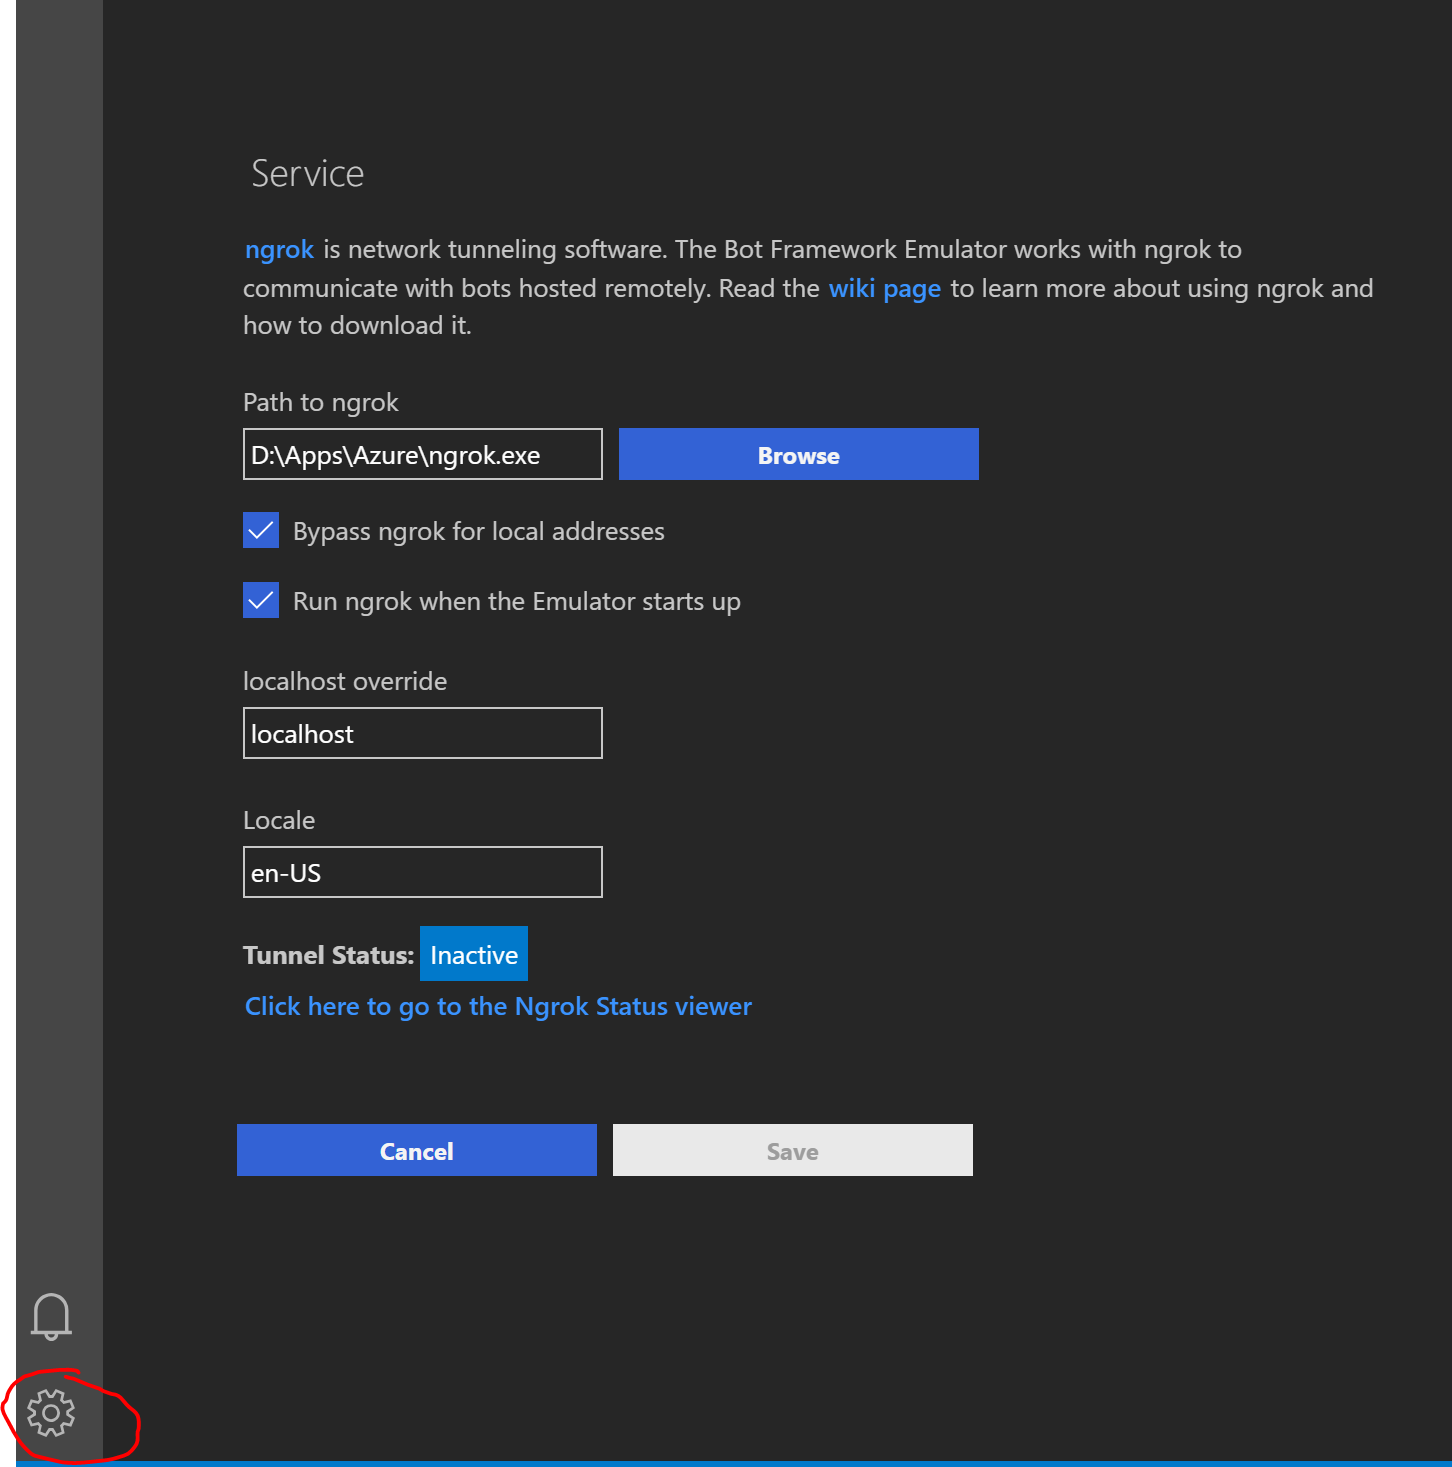 Service
ngrok is network tunneling software. The Bot Framework Emulator works with ngrok to
communicate with bots hosted remotely. Read the wiki page to learn more about using ngrok and
how to download it.
Path to ngrok
D:\Apps\Azure\ngrok.exe
Browse
Bypass ngrok for local addresses
Run ngrok when the Emulator starts up
localhost override
localhost
Locale
en-US
Tunnel Status: Inactive
Click here to go to the Ngrok Status viewer
Cancel
Save